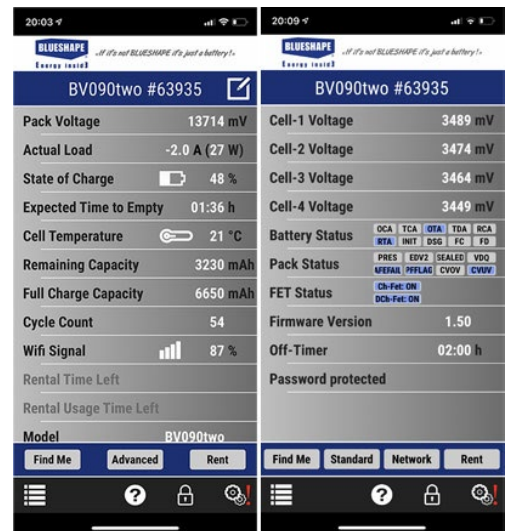 20:03
BLUESHAPE
Energy inside
„If it's not BLUESHAPE it's just a battery!"
BV090two #63935
Pack Voltage 13714 mV
Actual Load -2.0 A (27 W)
State of Charge 48 %
Expected Time to Empty 01:36 h
Cell Temperature 21 °C
Remaining Capacity 3230 mAh
Full Charge Capacity 6650 mAh
Cycle Count 54
Wifi Signal 87 %
Rental Time Left
Rental Usage Time Left
Model BV090two
Find Me Advanced Rent
?
20:09
BLUESHAPE
Energy inside
„If it's not BLUESHAPE it's just a battery!"
BV090two #63935
Cell-1 Voltage 3489 mV
Cell-2 Voltage 3474 mV
Cell-3 Voltage 3464 mV
Cell-4 Voltage 3449 mV
Battery Status
OCA TCA OTA TDA RCA
RTA INIT DSG FC FD
Pack Status
PRES EDV2 SEALED VDQ
AFEFAIL PFFLAG CVOV CVUV
FET Status
Ch-Fet: ON
DCh-Fet: ON
Firmware Version 1.50
Off-Timer 02:00 h
Password protected
Find Me Standard Network Rent
?